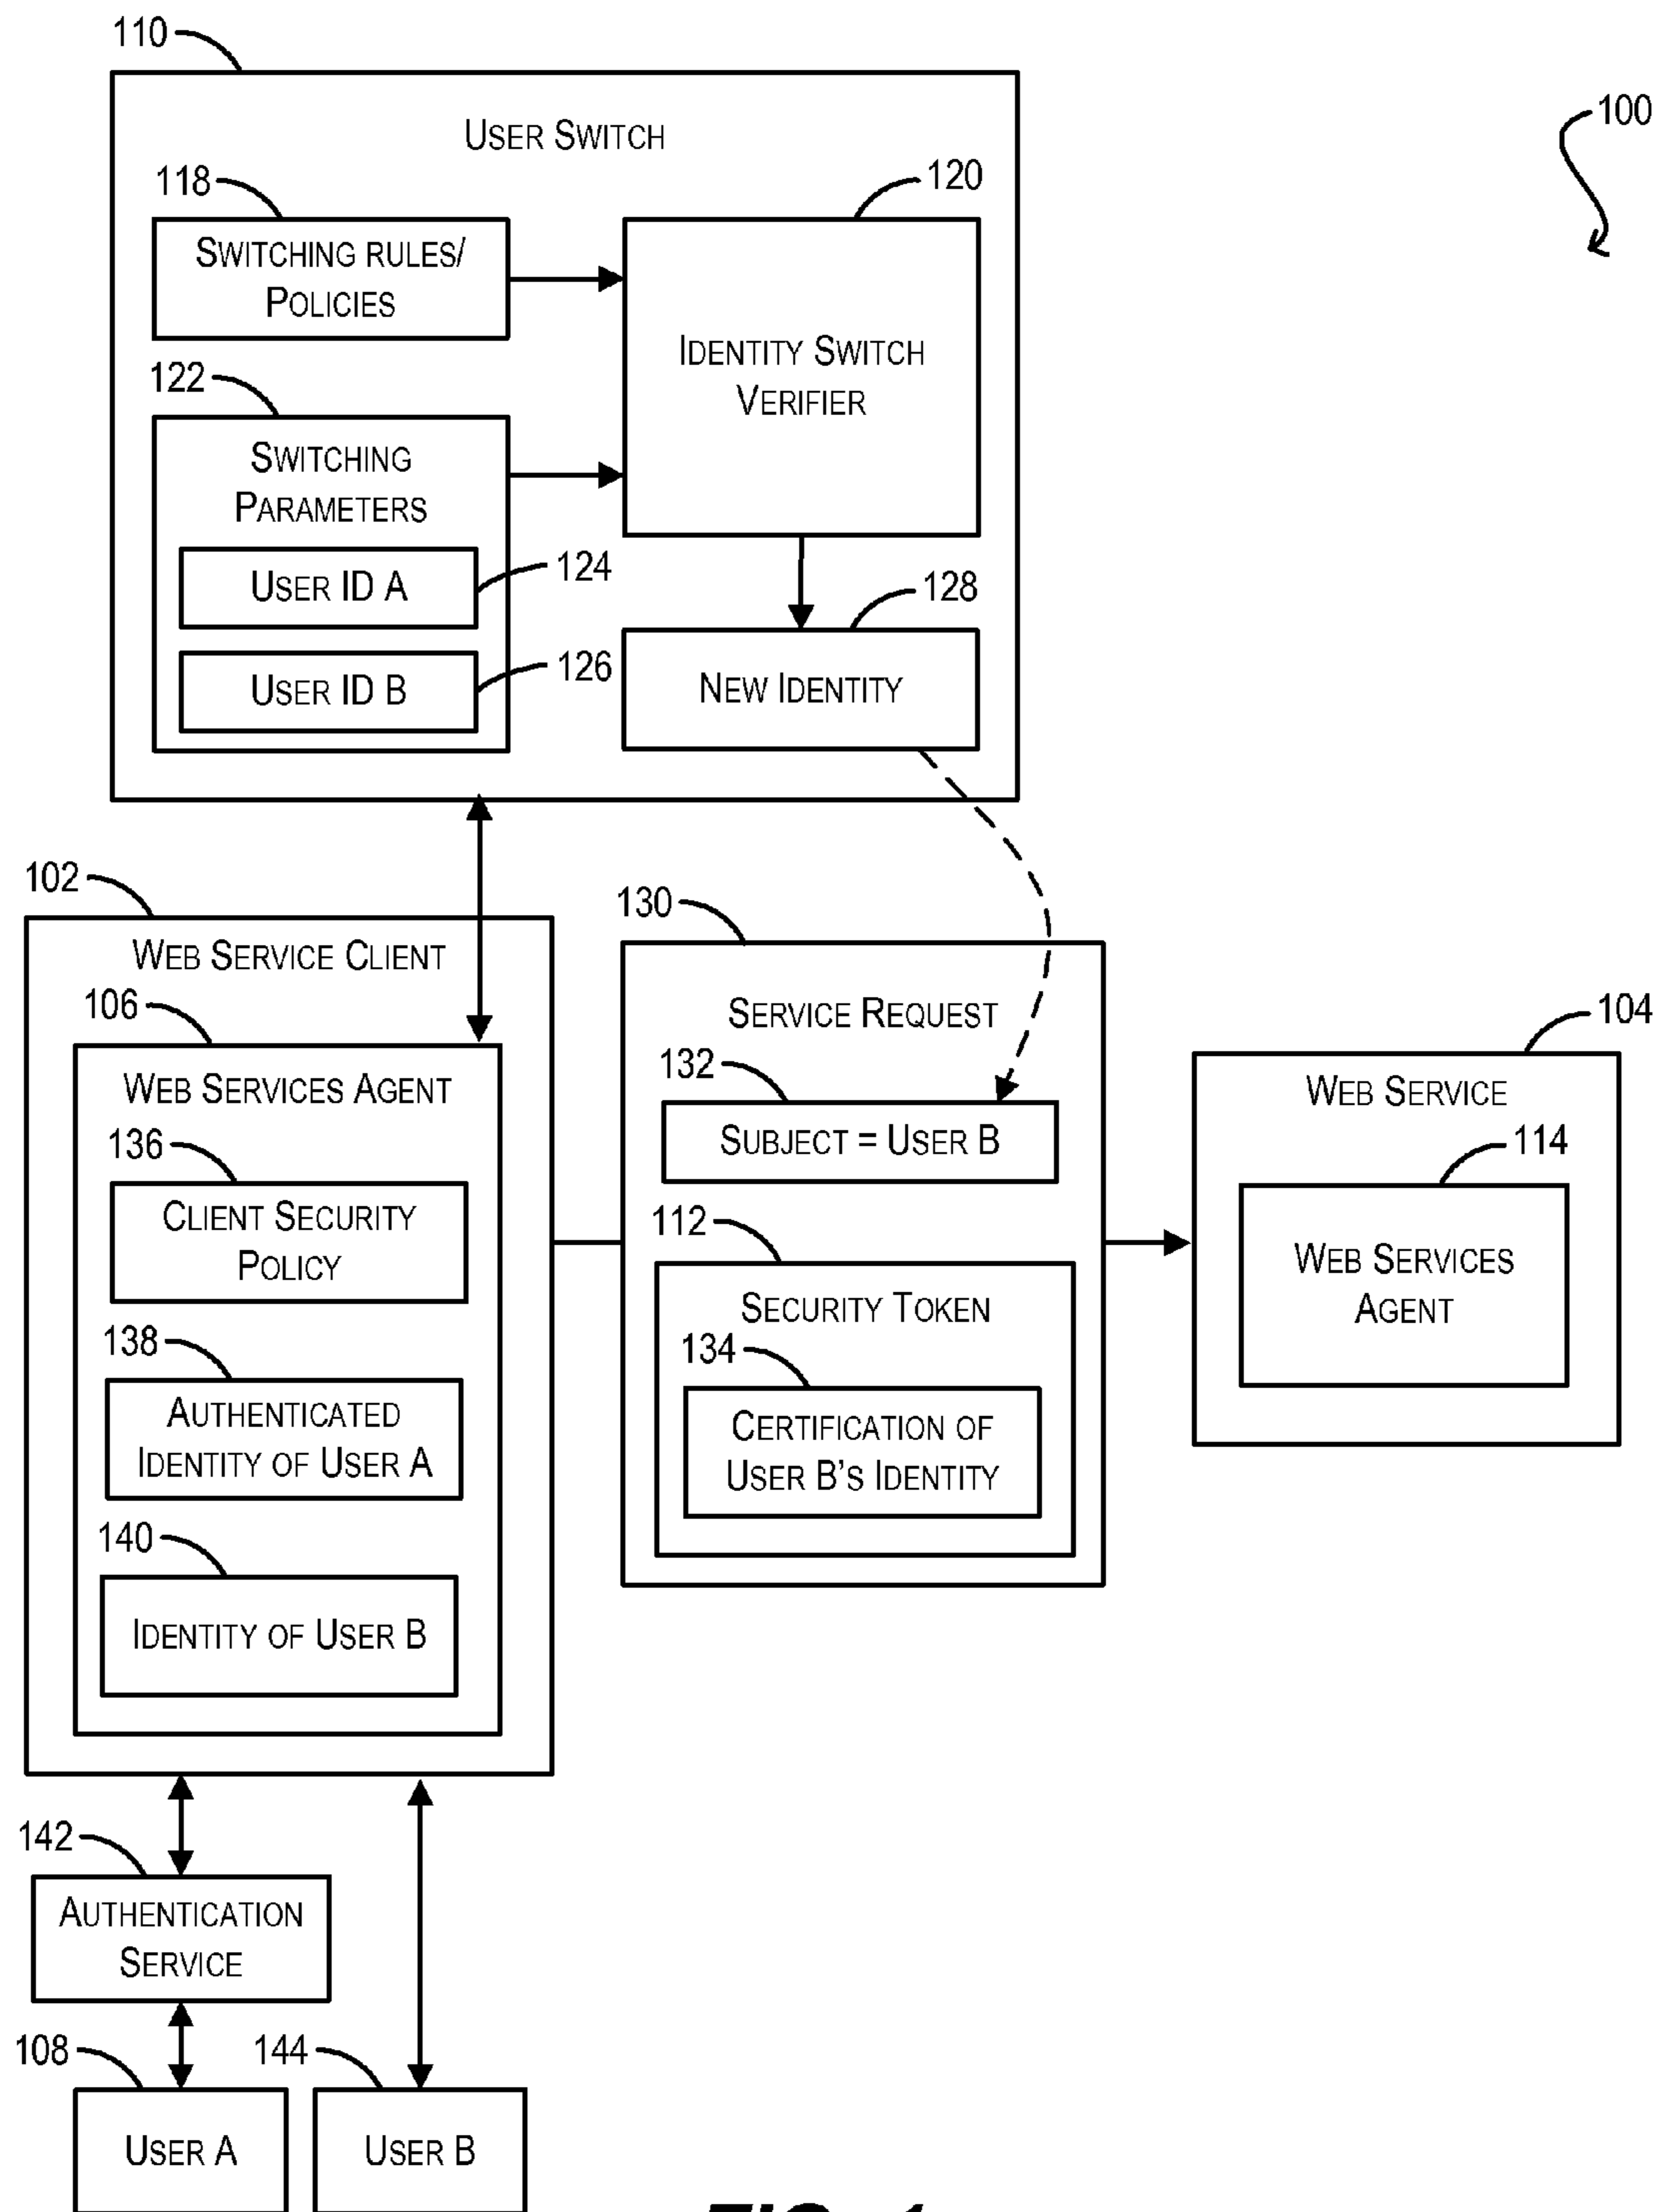 110
100
USER SWITCH
118
120
SWITCHING RULES/
POLICIES
IDENTITY SWITCH
VERIFIER
122
SWITCHING
PARAMETERS
USER ID A
124
128
USER ID B
126
NEW IDENTITY
102
130
WEB SERVICE CLIENT
106
SERVICE REQUEST
104
132
WEB SERVICES AGENT
WEB SERVICE
136
SUBJECT = USER B
114
CLIENT SECURITY
POLICY
112
WEB SERVICES
AGENT
SECURITY TOKEN
138
134
AUTHENTICATED
IDENTITY OF USER A
CERTIFICATION OF
USER B'S IDENTITY
140
IDENTITY OF USER B
142
AUTHENTICATION
SERVICE
108
144
USER A
USER B
FIG. 1